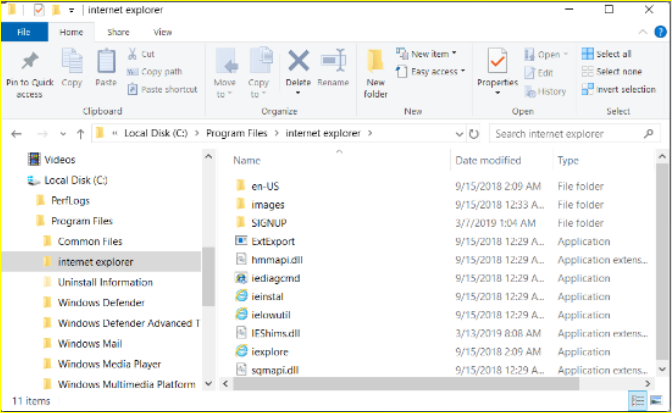 internet explorer
File Home Share View
Pin to Quick access
Copy
Paste
Cut
Copy path
Paste shortcut
Clipboard
Move to
Copy to
Delete
Rename
Organize
New folder
New item
Easy access
New
Properties
Open
Edit
History
Open
Select all
Select none
Invert selection
Select
« Local Disk (C:) > Program Files > internet explorer >
Search internet explorer
Videos
Local Disk (C:)
PerfLogs
Program Files
Common Files
internet explorer
Uninstall Information
Windows Defender
Windows Defender Advanced T
Windows Mail
Windows Media Player
Windows Multimedia Platform
Name Date modified Type
en-US 9/15/2018 2:09 AM File folder
images 9/15/2018 12:33 A... File folder
SIGNUP 3/7/2019 1:04 AM File folder
ExtExport 9/15/2018 12:29 A... Application
hmmapi.dll 9/15/2018 12:29 A... Application extens...
iediagcmd 9/15/2018 12:29 A... Application
ieinstal 9/15/2018 12:29 A... Application
ielowutil 9/15/2018 12:29 A... Application
IEShims.dll 3/13/2019 8:08 AM Application extens...
iexplore 9/15/2018 2:09 AM Application
sqmapi.dll 9/15/2018 12:29 A... Application extens...
11 items